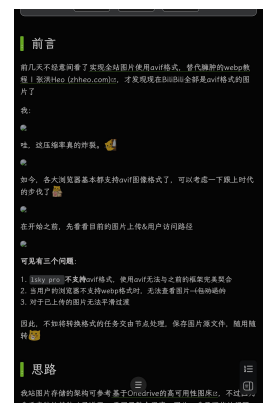 前言
前几天不经意间看了实现全站图片使用avif格式，替代臃肿的webp教
程 | 张洪Heo (zhheo.com)，才发现现在BiliBili全部是avif格式的图
片了
我：
哇，这压缩率真的炸裂。
如今，各大浏览器基本都支持avif图像格式了，可以考虑一下跟上时代
的步伐了
在开始之前，先看看目前的图片上传&用户访问路径
可见有三个问题：
1. lsky pro 不支持avif格式，使用avif无法与之前的框架完美契合
2. 当用户的浏览器不支持webp格式时，无法查看图片
3. 对于已上传的图片无法平滑过渡
因此，不如将转换格式的任务交由节点处理，保存图片源文件，随用随
转
思路
我站图片存储的架构可参考基于Onedrive的高可用性图床，不过